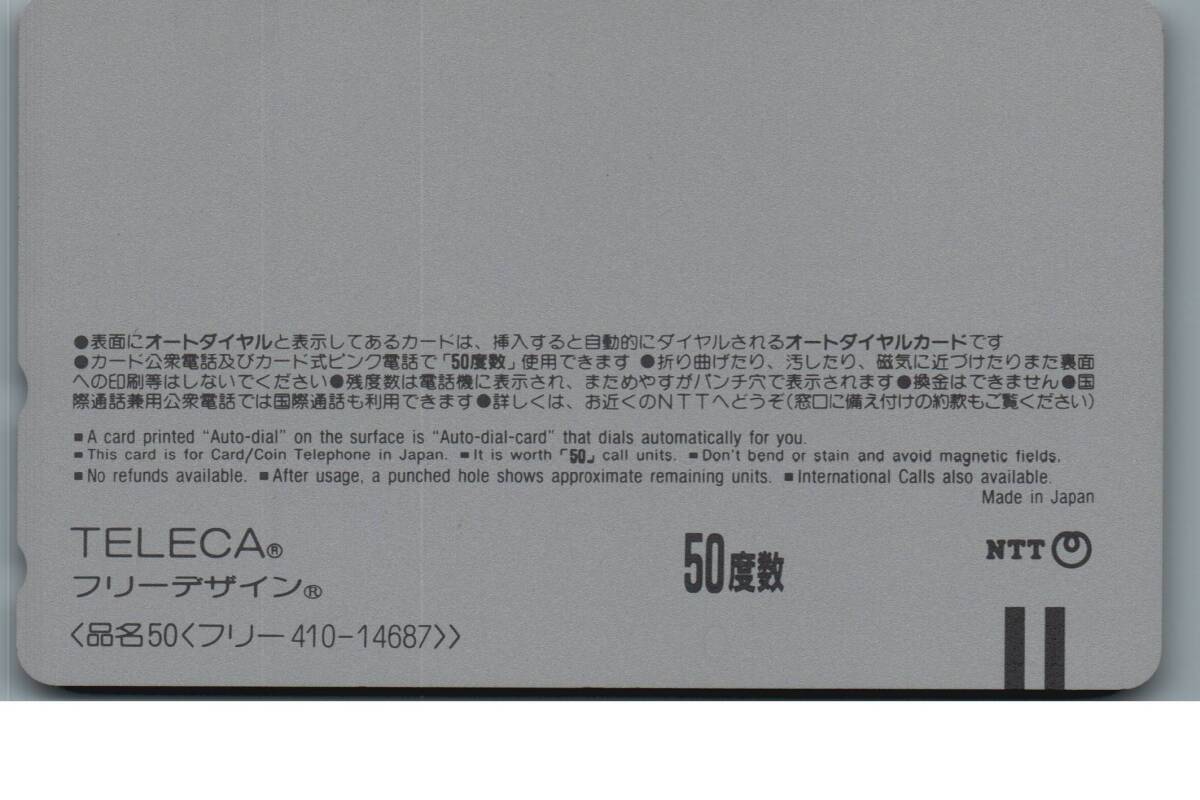 ●表面にオートダイヤルと表示してあるカードは、挿入すると自動的にダイヤルされるオートダイヤルカードです
●カード公衆電話及びカード式ピンク電話で「50度数」使用できます ●折り曲げたり、汚したり、磁気に近づけたりまた裏面
への印刷等はしないでください●残度数は電話機に表示され、まためやすがパンチ穴で表示されます●換金はできません●国
際通話兼用公衆電話では国際通話も利用できます●詳しくは、お近くのNTTへどうぞ(窓口に備え付けの約款もご覧ください)
■A card printed “Auto-dial” on the surface is “Auto-dial-card” that dials automatically for you.
■This card is for Card/Coin Telephone in Japan. ■It is worth「50」call units. ■Don't bend or stain and avoid magnetic fields.
■No refunds available. ■After usage, a punched hole shows approximate remaining units. ■International Calls also available.
Made in Japan
TELECA®
フリーデザイン®
50度数
NTT
〈品名50〈フリー410-14687〉〉